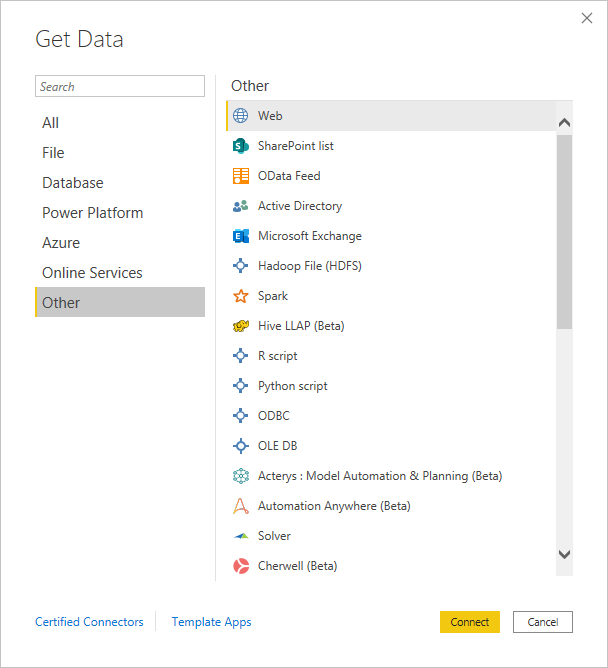 Get Data
Search
All
File
Database
Power Platform
Azure
Online Services
Other
Other
Web
SharePoint list
OData Feed
Active Directory
Microsoft Exchange
Hadoop File (HDFS)
Spark
Hive LLAP (Beta)
R script
Python script
ODBC
OLE DB
Acterys : Model Automation & Planning (Beta)
Automation Anywhere (Beta)
Solver
Cherwell (Beta)
Certified Connectors
Template Apps
Connect
Cancel